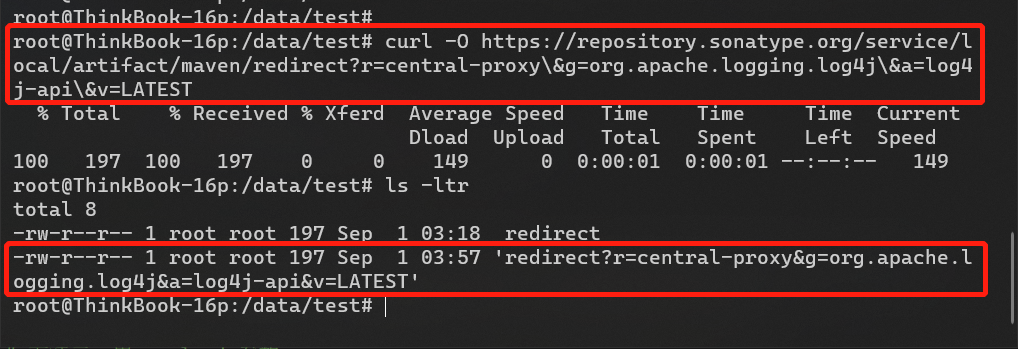 root@ThinkBook-16p:/data/test#
root@ThinkBook-16p:/data/test# curl -O https://repository.sonatype.org/service/l
ocal/artifact/maven/redirect?r=central-proxy\&g=org.apache.logging.log4j\&a=log4
j-api\&v=LATEST
  % Total    % Received % Xferd  Average Speed   Time    Time     Time  Current
                                 Dload  Upload   Total   Spent    Left  Speed
100   197  100   197    0     0    149      0  0:00:01  0:00:01 --:--:--   149
root@ThinkBook-16p:/data/test# ls -ltr
total 8
-rw-r--r-- 1 root root 197 Sep  1 03:18  redirect
-rw-r--r-- 1 root root 197 Sep  1 03:57 'redirect?r=central-proxy&g=org.apache.l
ogging.log4j&a=log4j-api&v=LATEST'
root@ThinkBook-16p:/data/test#